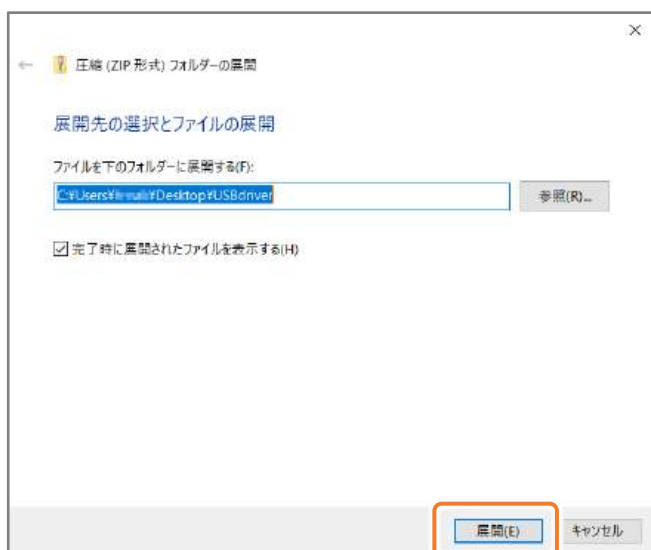 圧縮 (ZIP 形式) フォルダーの展開
展開先の選択とファイルの展開
ファイルを下のフォルダーに展開する(F):
C:¥Users¥ ¥Desktop¥USBdriver
参照(R)...
完了時に展開されたファイルを表示する(H)
展開(E)
キャンセル